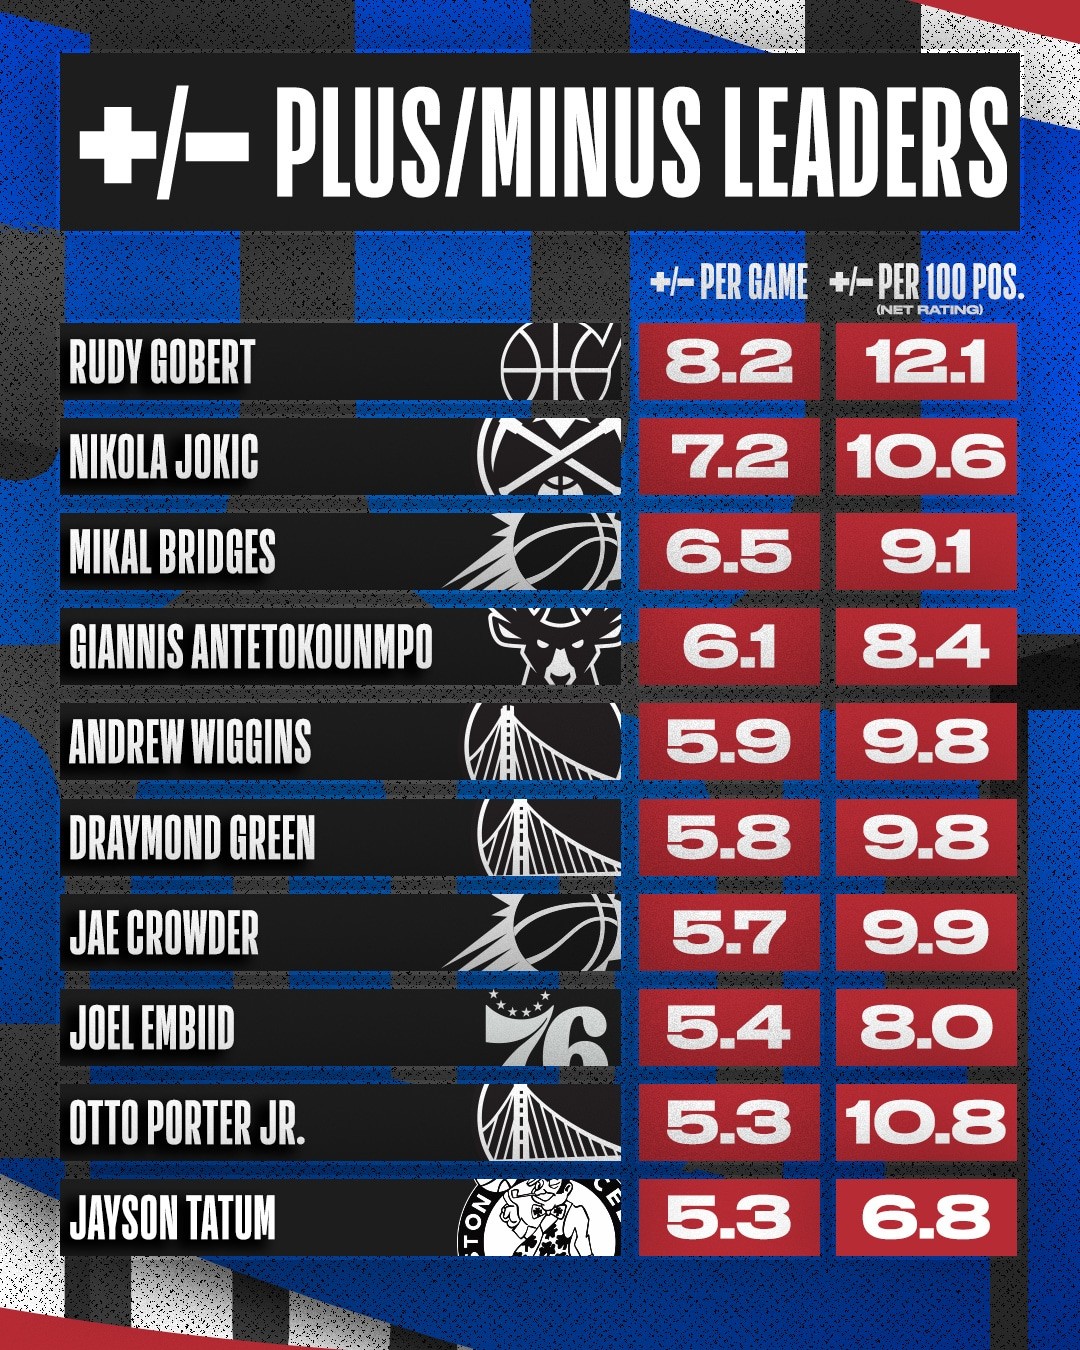 +/- PLUS/MINUS LEADERS
+/- PER GAME +/- PER 100 POS.
(NET RATING)
RUDY GOBERT 8.2 12.1
NIKOLA JOKIC 7.2 10.6
MIKAL BRIDGES 6.5 9.1
GIANNIS ANTETOKOUNMPO 6.1 8.4
ANDREW WIGGINS 5.9 9.8
DRAYMOND GREEN 5.8 9.8
JAE CROWDER 5.7 9.9
JOEL EMBIID 76 5.4 8.0
OTTO PORTER JR. 5.3 10.8
JAYSON TATUM STON CE 5.3 6.8